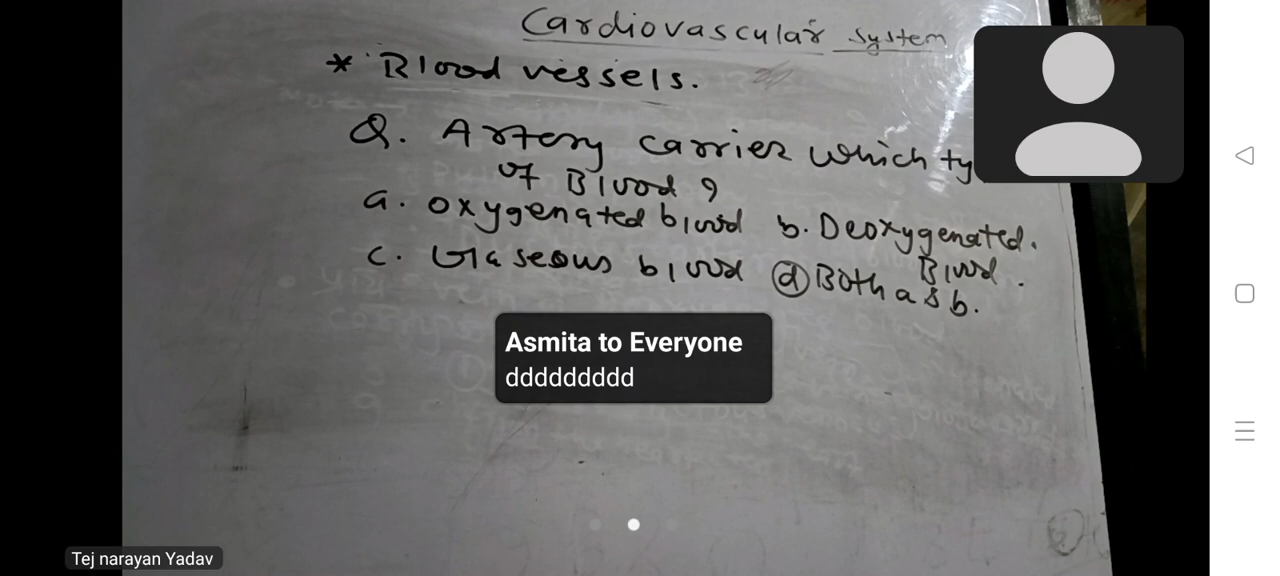 Cardiovascular system
* Blood vessels.
Q. Artery carries which ty
of Blood ?
a. oxygenated blood b. Deoxygenated.
Blood.
c. Gaseous blood d Both a & b.
Asmita to Everyone
ddddddddd
Tej narayan Yadav